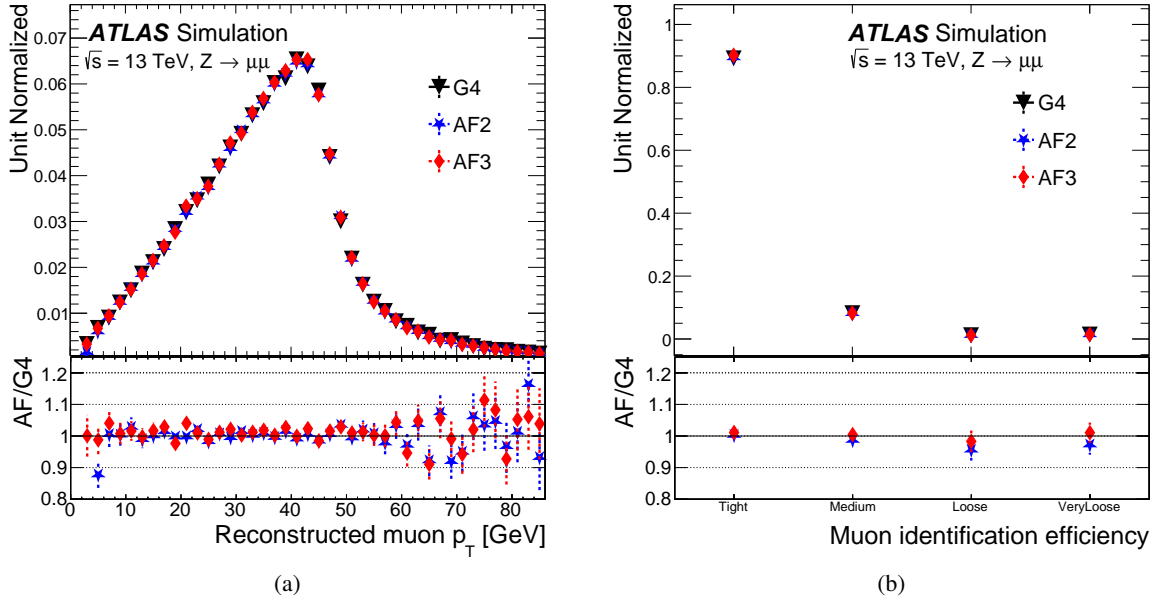 ATLAS Simulation
√s = 13 TeV, Z → μμ
G4
AF2
AF3
Unit Normalized
0.07
0.06
0.05
0.04
0.03
0.02
0.01
AF/G4
1.2
1.1
1
0.9
0.8
0 10 20 30 40 50 60 70 80
Reconstructed muon p_T [GeV]
(a)
ATLAS Simulation
√s = 13 TeV, Z → μμ
G4
AF2
AF3
Unit Normalized
1
0.8
0.6
0.4
0.2
0
AF/G4
1.2
1.1
1
0.9
0.8
Tight Medium Loose VeryLoose
Muon identification efficiency
(b)